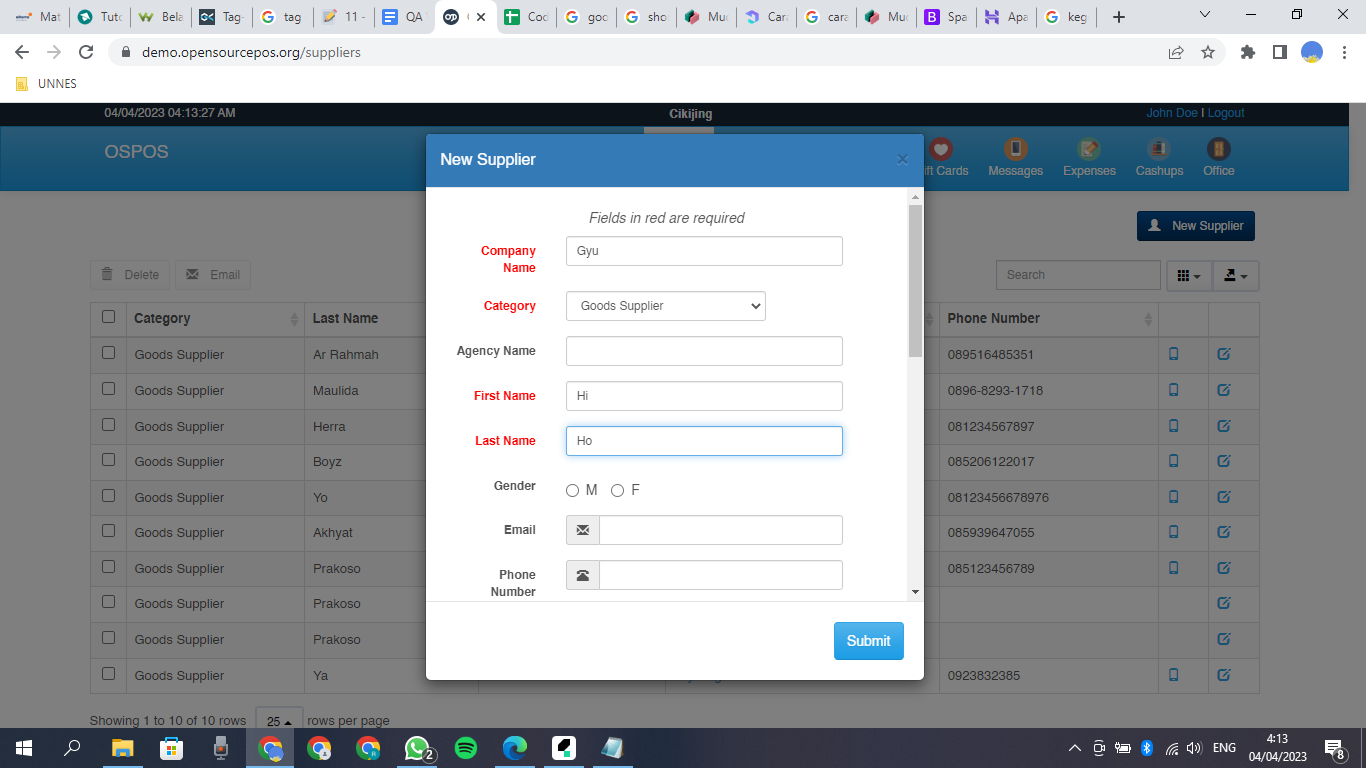 Mat Tuto Bela Tag- tag 11 - QA Cod goo sho Mud Cara cara Mud Spa Apa keg
demo.opensourcepos.org/suppliers
UNNES
04/04/2023 04:13:27 AM Cikijing John Doe | Logout
OSPOS
ift Cards Messages Expenses Cashups Office
New Supplier
Delete Email Search
Category Last Name Phone Number
Goods Supplier Ar Rahmah 089516485351
Goods Supplier Maulida 0896-8293-1718
Goods Supplier Herra 081234567897
Goods Supplier Boyz 085206122017
Goods Supplier Yo 08123456678976
Goods Supplier Akhyat 085939647055
Goods Supplier Prakoso 085123456789
Goods Supplier Prakoso
Goods Supplier Prakoso
Goods Supplier Ya 0923832385
Showing 1 to 10 of 10 rows 25 rows per page
New Supplier ×
Fields in red are required
Company Name Gyu
Category Goods Supplier
Agency Name
First Name Hi
Last Name Ho
Gender M F
Email
Phone
Number
Submit
2 ENG 4:13
04/04/2023 8